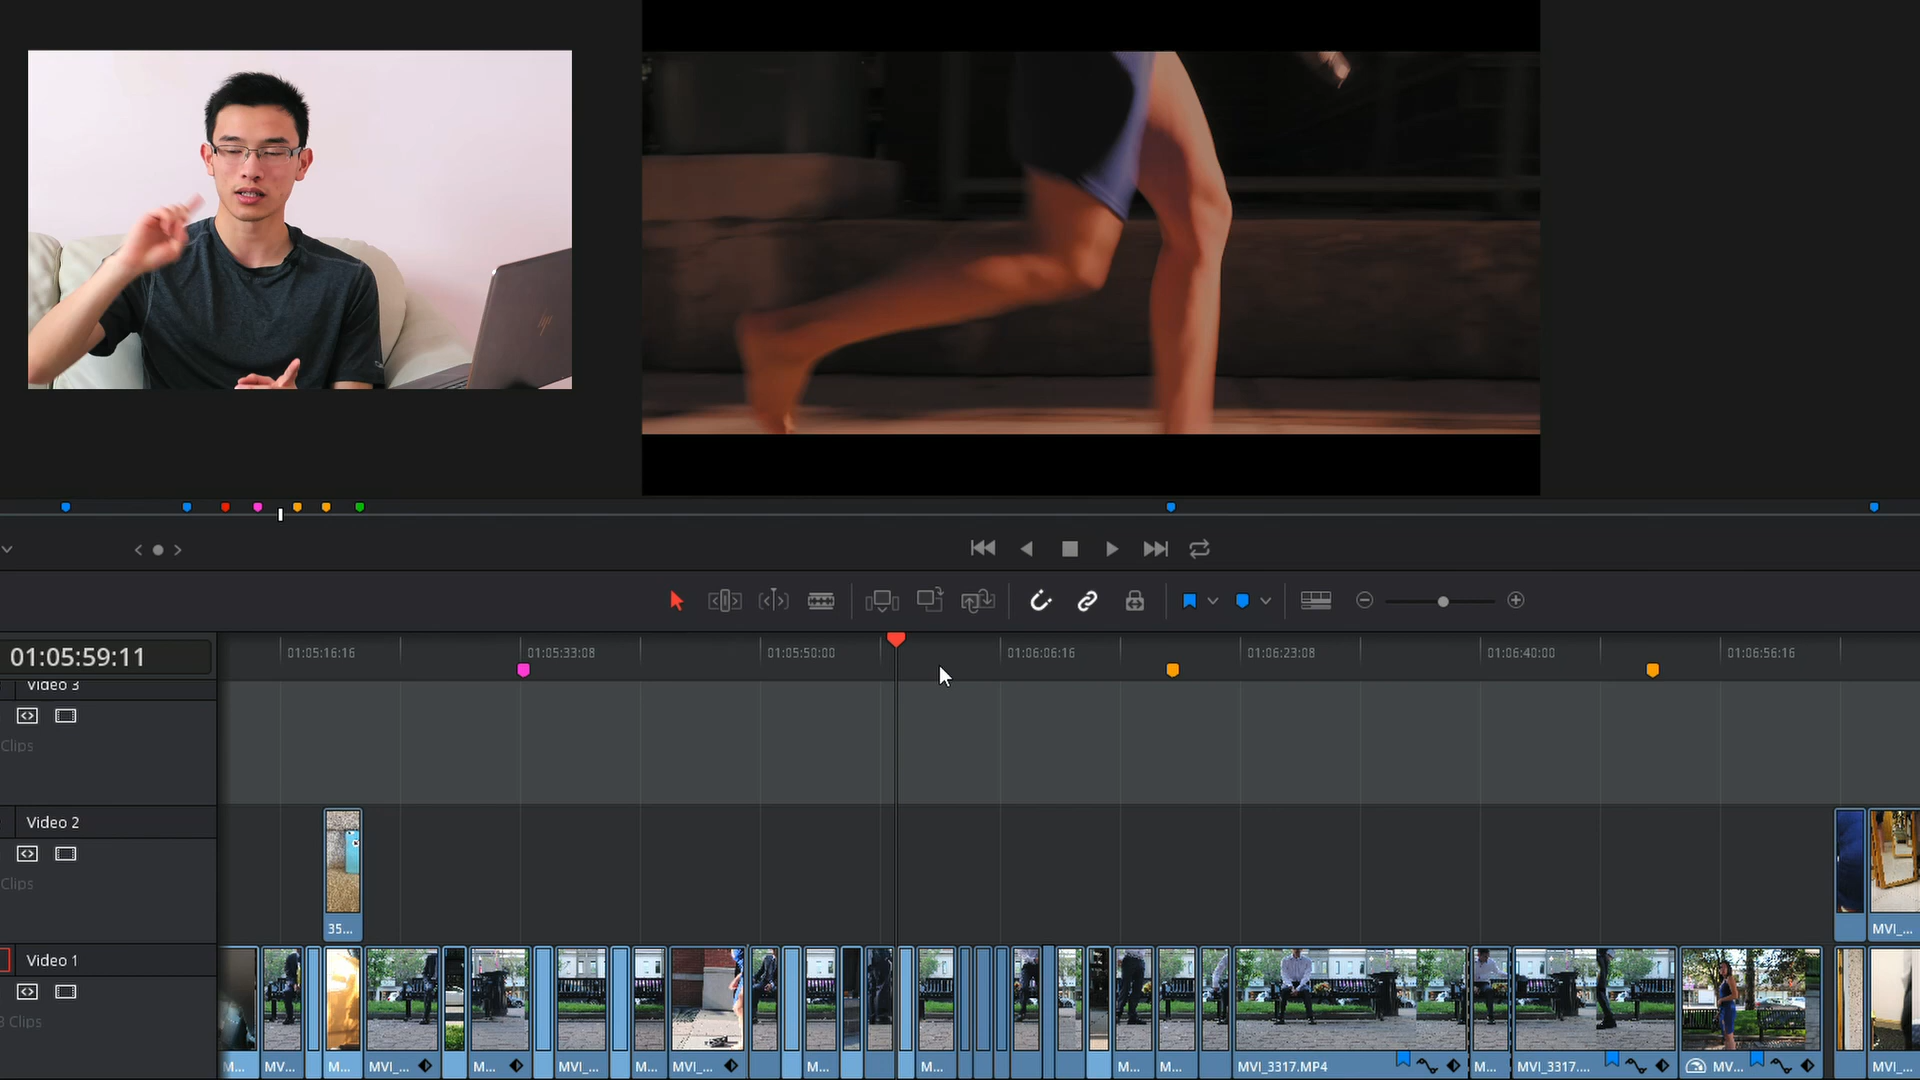 hp
01:05:59:11
01:05:16:16
01:05:33:08
01:05:50:00
01:06:06:16
01:06:23:08
01:06:40:00
01:06:56:16
Video 3
Clips
Video 2
Clips
35...
MVI_...
Video 1
3 Clips
M...
MV...
M...
MVI_...
M...
MVI_...
M...
MVI_...
M...
M...
M...
M...
MVI_3317.MP4
M...
MVI_3317....
MV...
MVI_...